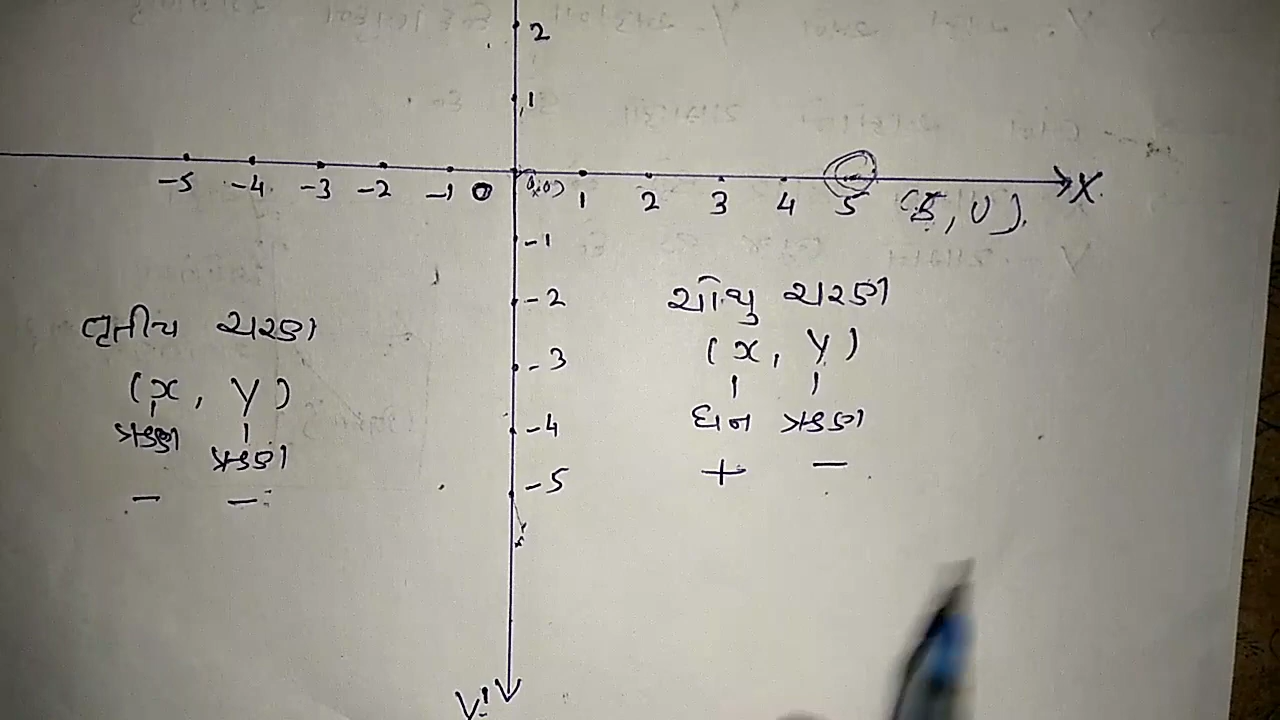 2
1
-5 -4 -3 -2 -1 0 (0,0) 1 2 3 4 5 (5, 0). X
-1
-2
-3
-4
-5
Y'
તૃતીય ચરણ
(x, y)
ઋણ ઋણ
- -
ચોથુ ચરણ
(x, y)
ધન ઋણ
+ -